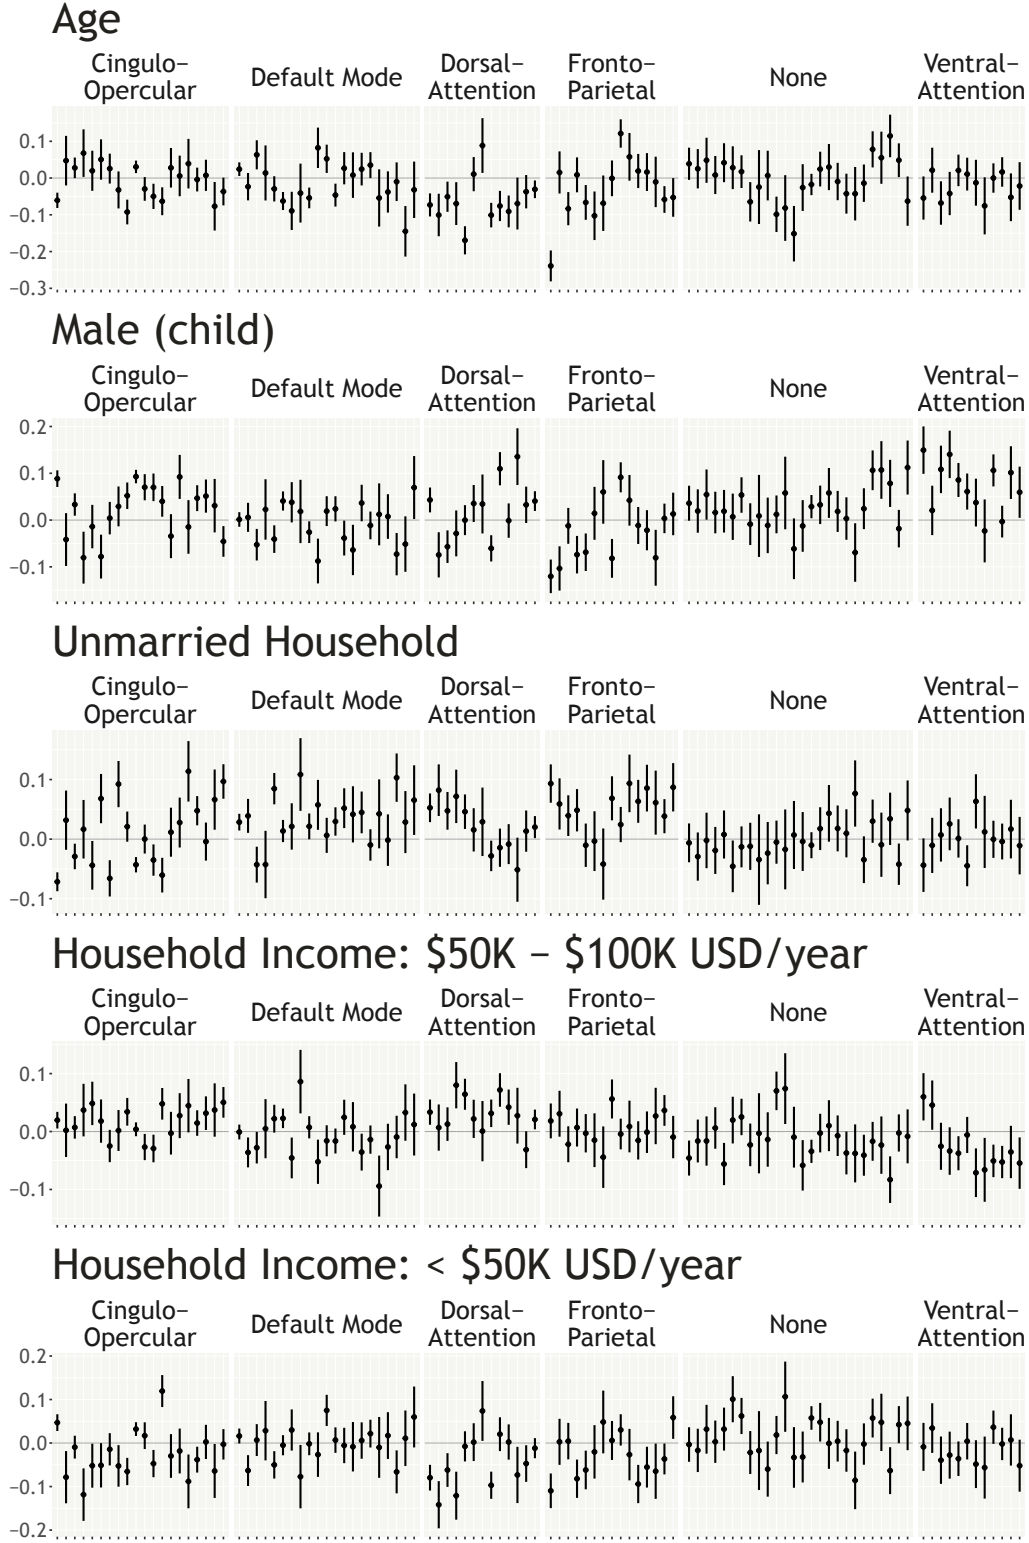 Age
Cingulo–
Opercular
Default Mode
Dorsal–
Attention
Fronto–
Parietal
None
Ventral–
Attention
0.1
0.0
−0.1
−0.2
−0.3
Male (child)
Cingulo–
Opercular
Default Mode
Dorsal–
Attention
Fronto–
Parietal
None
Ventral–
Attention
0.2
0.1
0.0
−0.1
Unmarried Household
Cingulo–
Opercular
Default Mode
Dorsal–
Attention
Fronto–
Parietal
None
Ventral–
Attention
0.1
0.0
−0.1
Household Income: $50K – $100K USD/year
Cingulo–
Opercular
Default Mode
Dorsal–
Attention
Fronto–
Parietal
None
Ventral–
Attention
0.1
0.0
−0.1
Household Income: < $50K USD/year
Cingulo–
Opercular
Default Mode
Dorsal–
Attention
Fronto–
Parietal
None
Ventral–
Attention
0.2
0.1
0.0
−0.1
−0.2